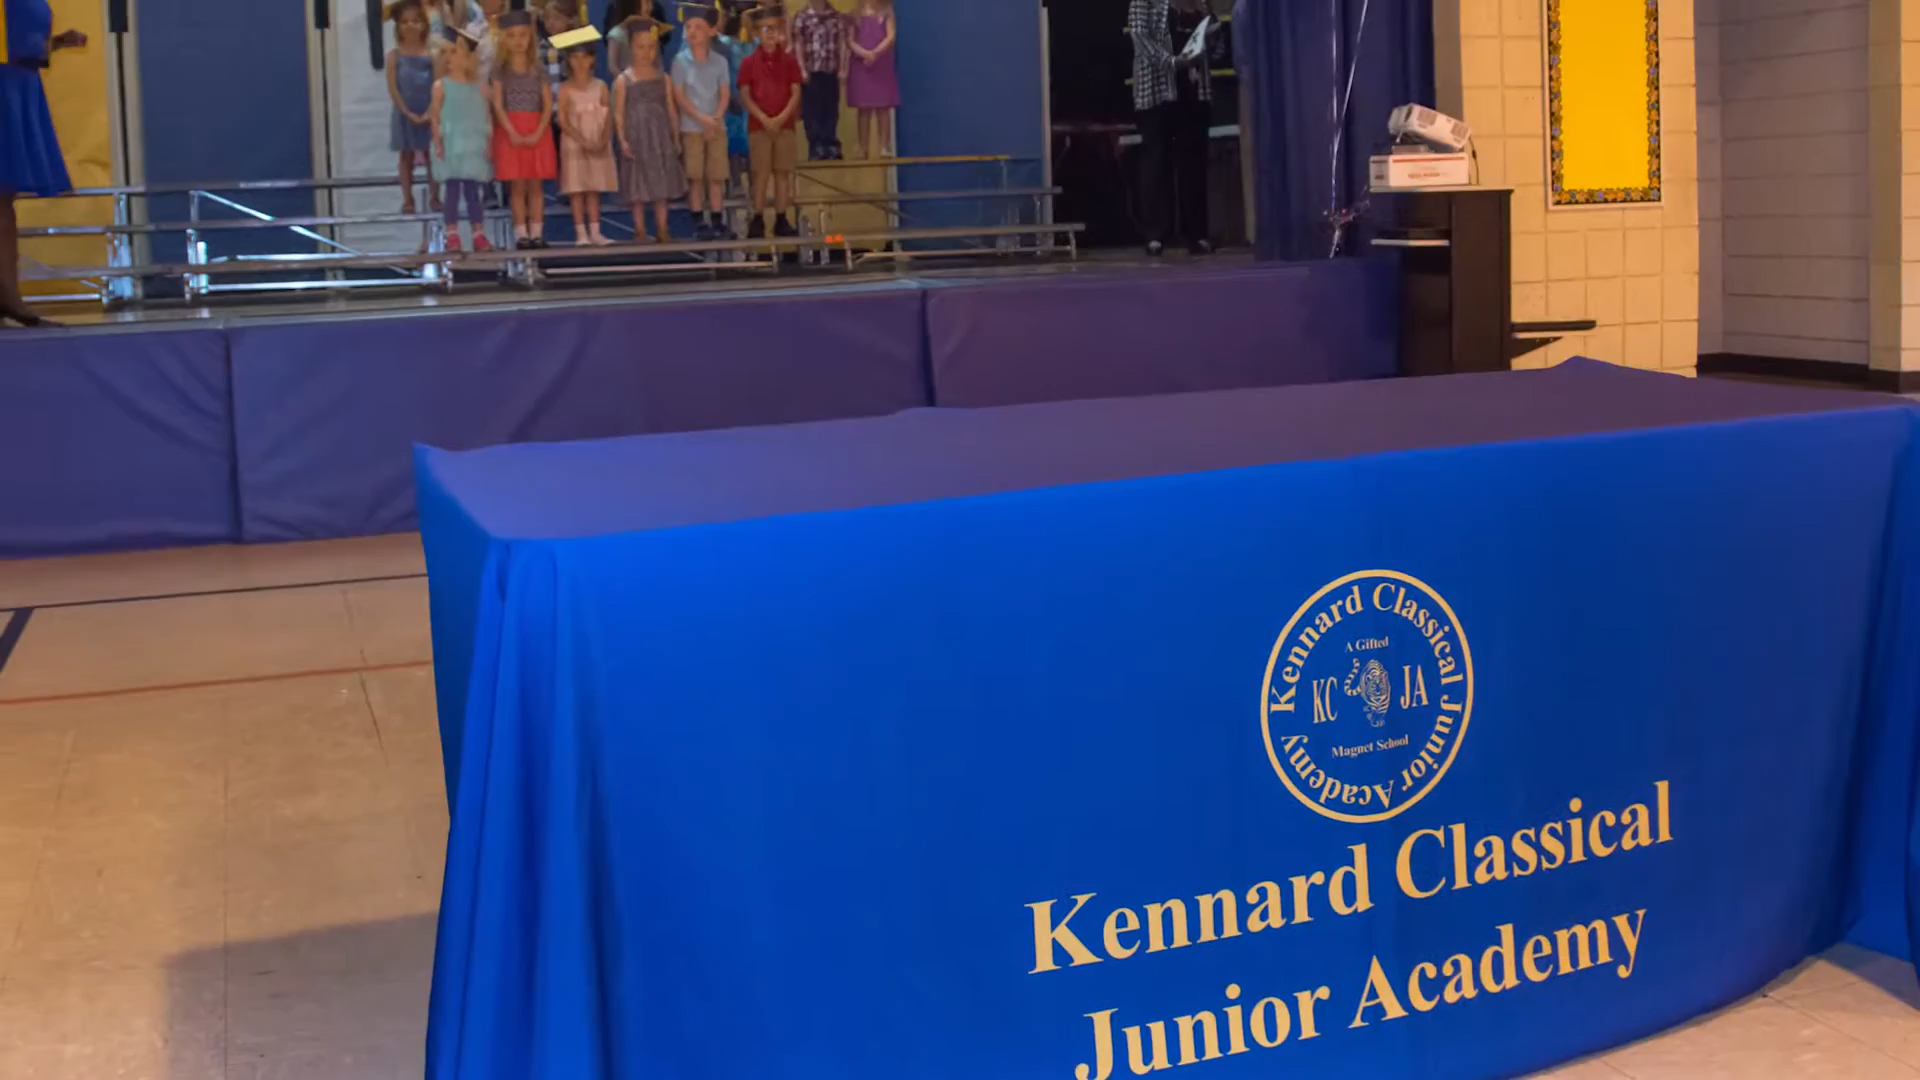 Kennard Classical Junior Academy
A Gifted
KC JA
Magnet School
Kennard Classical
Junior Academy